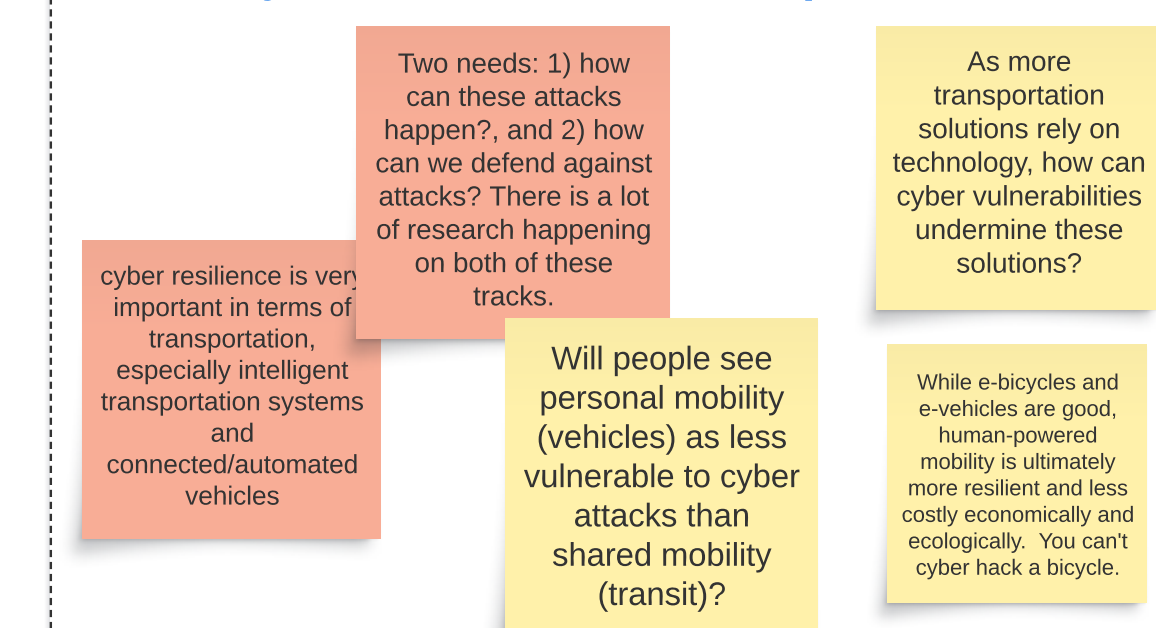 Two needs: 1) how
can these attacks
happen?, and 2) how
can we defend against
attacks? There is a lot
of research happening
on both of these
tracks.
As more
transportation
solutions rely on
technology, how can
cyber vulnerabilities
undermine these
solutions?
cyber resilience is very
important in terms of
transportation,
especially intelligent
transportation systems
and
connected/automated
vehicles
Will people see
personal mobility
(vehicles) as less
vulnerable to cyber
attacks than
shared mobility
(transit)?
While e-bicycles and
e-vehicles are good,
human-powered
mobility is ultimately
more resilient and less
costly economically and
ecologically.  You can't
cyber hack a bicycle.